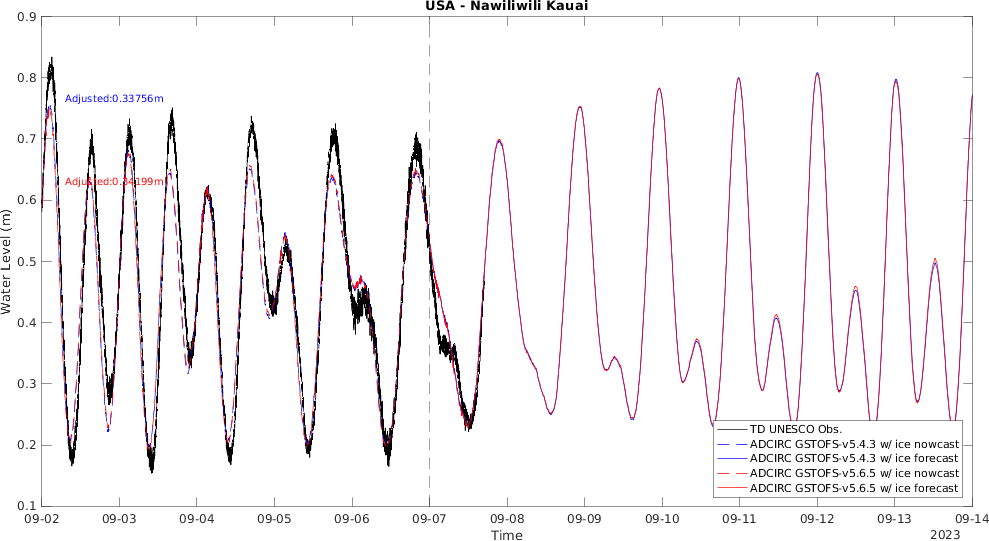 USA - Nawiliwili Kauai
0.9
0.8
0.7
0.6
0.5
0.4
0.3
0.2
0.1
Water Level (m)
Adjusted:0.33756m
Adjusted:0.34199m
TD UNESCO Obs.
ADCIRC GSTOFS-v5.4.3 w/ ice nowcast
ADCIRC GSTOFS-v5.4.3 w/ ice forecast
ADCIRC GSTOFS-v5.6.5 w/ ice nowcast
ADCIRC GSTOFS-v5.6.5 w/ ice forecast
09-02 09-03 09-04 09-05 09-06 09-07 09-08 09-09 09-10 09-11 09-12 09-13 09-14
Time
2023